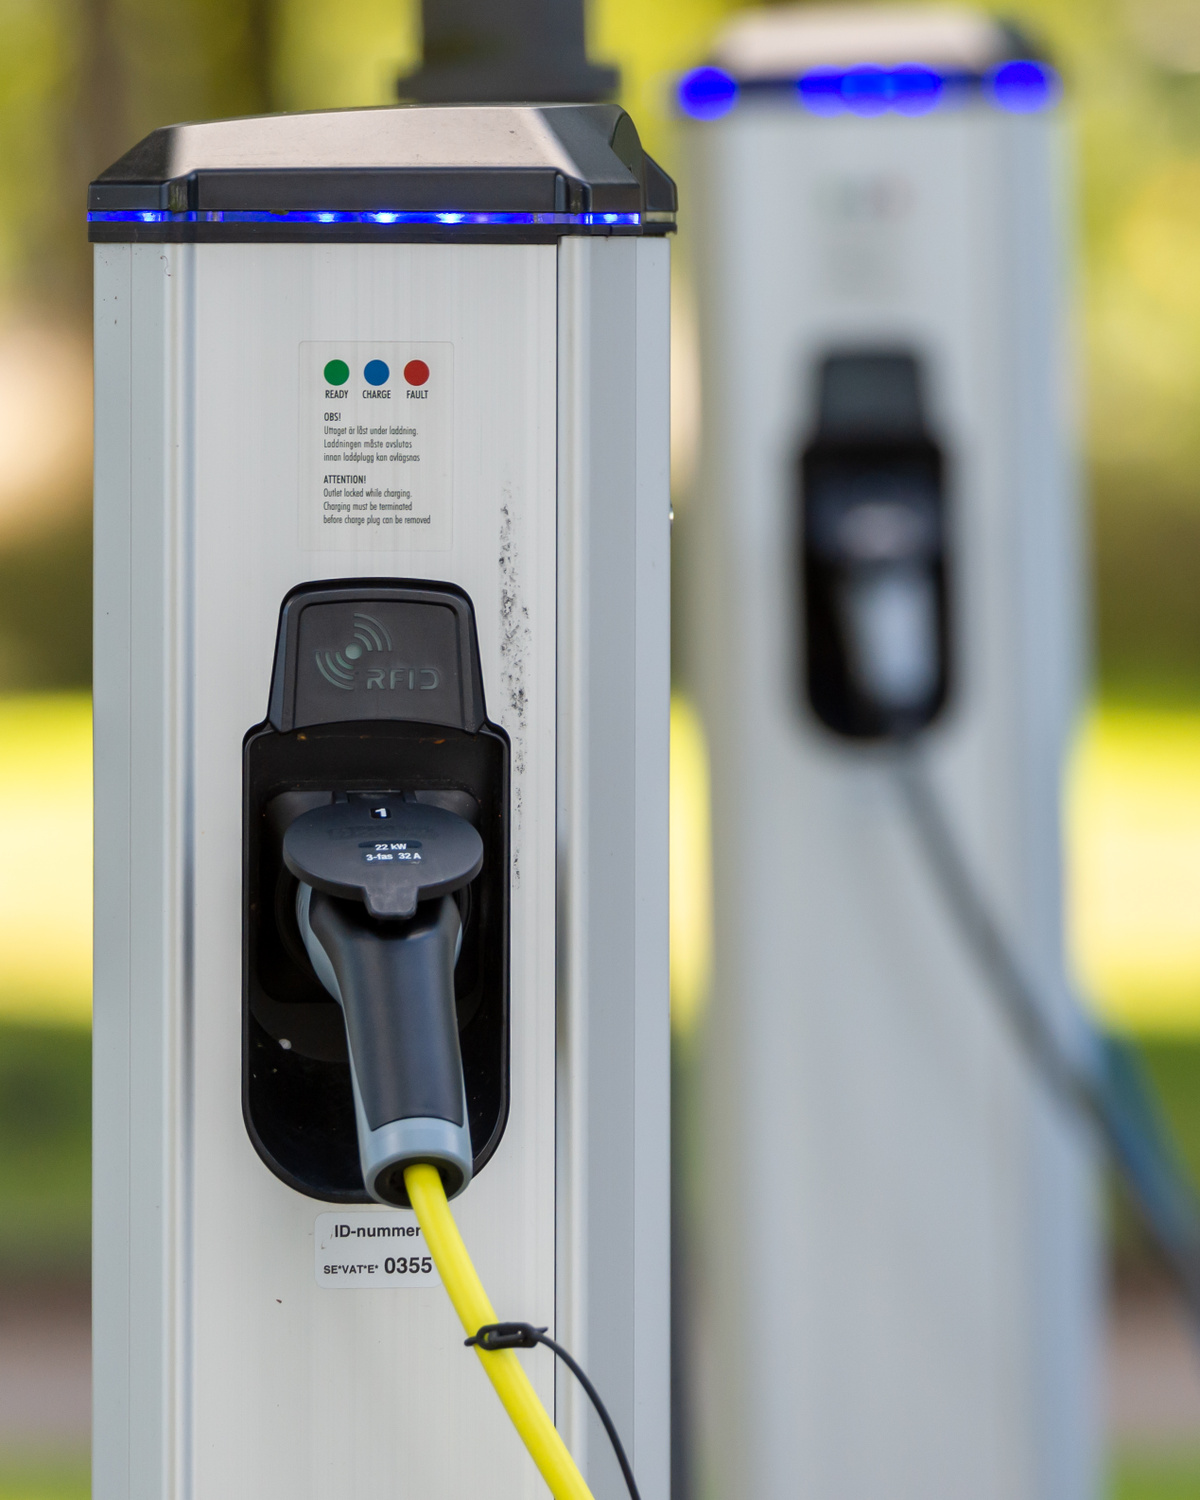 READY CHARGE FAULT
OBS!
Uttaget är låst under laddning.
Laddningen måste avslutas
innan laddplugg kan avlägsnas
ATTENTION!
Outlet locked while charging.
Charging must be terminated
before charge plug can be removed
RFID
1
22 kW
3-fas 32 A
ID-nummer
SE*VAT*E* 0355